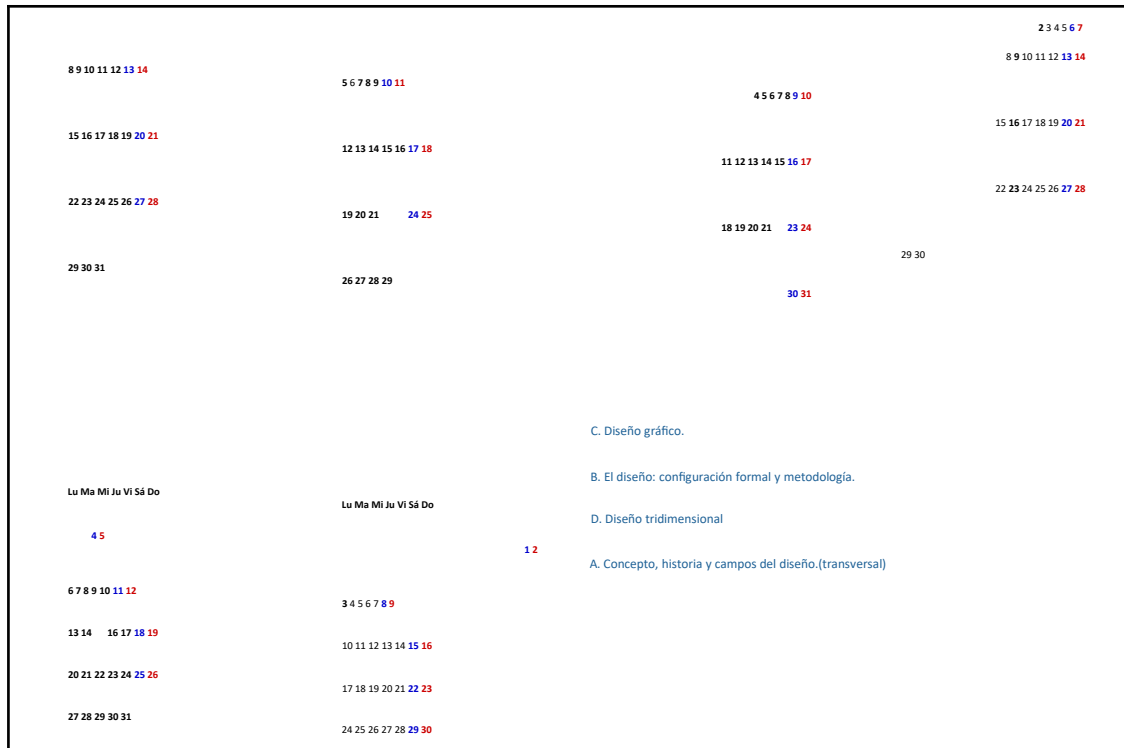 8 9 10 11 12 13 14
15 16 17 18 19 20 21
22 23 24 25 26 27 28
29 30 31
5 6 7 8 9 10 11
12 13 14 15 16 17 18
19 20 21 24 25
26 27 28 29
4 5 6 7 8 9 10
11 12 13 14 15 16 17
18 19 20 21 23 24
30 31
2 3 4 5 6 7
8 9 10 11 12 13 14
15 16 17 18 19 20 21
22 23 24 25 26 27 28
29 30
Lu Ma Mi Ju Vi Sá Do
4 5
6 7 8 9 10 11 12
13 14 16 17 18 19
20 21 22 23 24 25 26
27 28 29 30 31
Lu Ma Mi Ju Vi Sá Do
1 2
3 4 5 6 7 8 9
10 11 12 13 14 15 16
17 18 19 20 21 22 23
24 25 26 27 28 29 30
C. Diseño gráfico.
B. El diseño: configuración formal y metodología.
D. Diseño tridimensional
A. Concepto, historia y campos del diseño.(transversal)